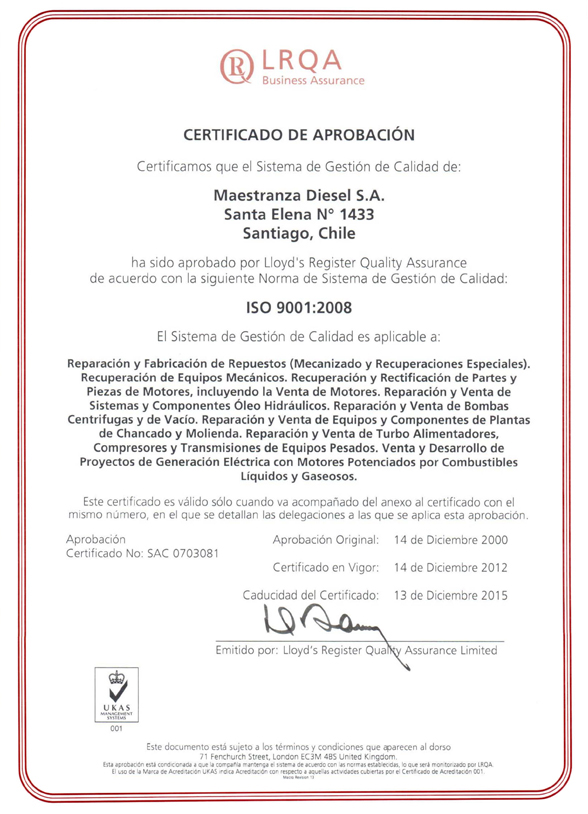 LRQA
Business Assurance
CERTIFICADO DE APROBACIÓN
Certificamos que el Sistema de Gestión de Calidad de:
Maestranza Diesel S.A.
Santa Elena N° 1433
Santiago, Chile
ha sido aprobado por Lloyd's Register Quality Assurance
de acuerdo con la siguiente Norma de Sistema de Gestión de Calidad:
ISO 9001:2008
El Sistema de Gestión de Calidad es aplicable a:
Reparación y Fabricación de Repuestos (Mecanizado y Recuperaciones Especiales).
Recuperación de Equipos Mecánicos. Recuperación y Rectificación de Partes y
Piezas de Motores, incluyendo la Venta de Motores. Reparación y Venta de
Sistemas y Componentes Óleo Hidráulicos. Reparación y Venta de Bombas
Centrifugas y de Vacío. Reparación y Venta de Equipos y Componentes de Plantas
de Chancado y Molienda. Reparación y Venta de Turbo Alimentadores,
Compresores y Transmisiones de Equipos Pesados. Venta y Desarrollo de
Proyectos de Generación Eléctrica con Motores Potenciados por Combustibles
Líquidos y Gaseosos.
Este certificado es válido sólo cuando va acompañado del anexo al certificado con el
mismo número, en el que se detallan las delegaciones a las que se aplica esta aprobación.
Aprobación
Certificado No: SAC 0703081
Aprobación Original: 14 de Diciembre 2000
Certificado en Vigor: 14 de Diciembre 2012
Caducidad del Certificado: 13 de Diciembre 2015
Emitido por: Lloyd's Register Quality Assurance Limited
UKAS
MANAGEMENT
SYSTEMS
001
Este documento está sujeto a los términos y condiciones que aparecen al dorso
71 Fenchurch Street, London EC3M 4BS United Kingdom.
Esta aprobación está condicionada a que la compañía mantenga el sistema de acuerdo con las normas establecidas, lo que será monitorizado por LRQA.
El uso de la Marca de Acreditación UKAS indica Acreditación con respecto a aquellas actividades cubiertas por el Certificado de Acreditación 001.